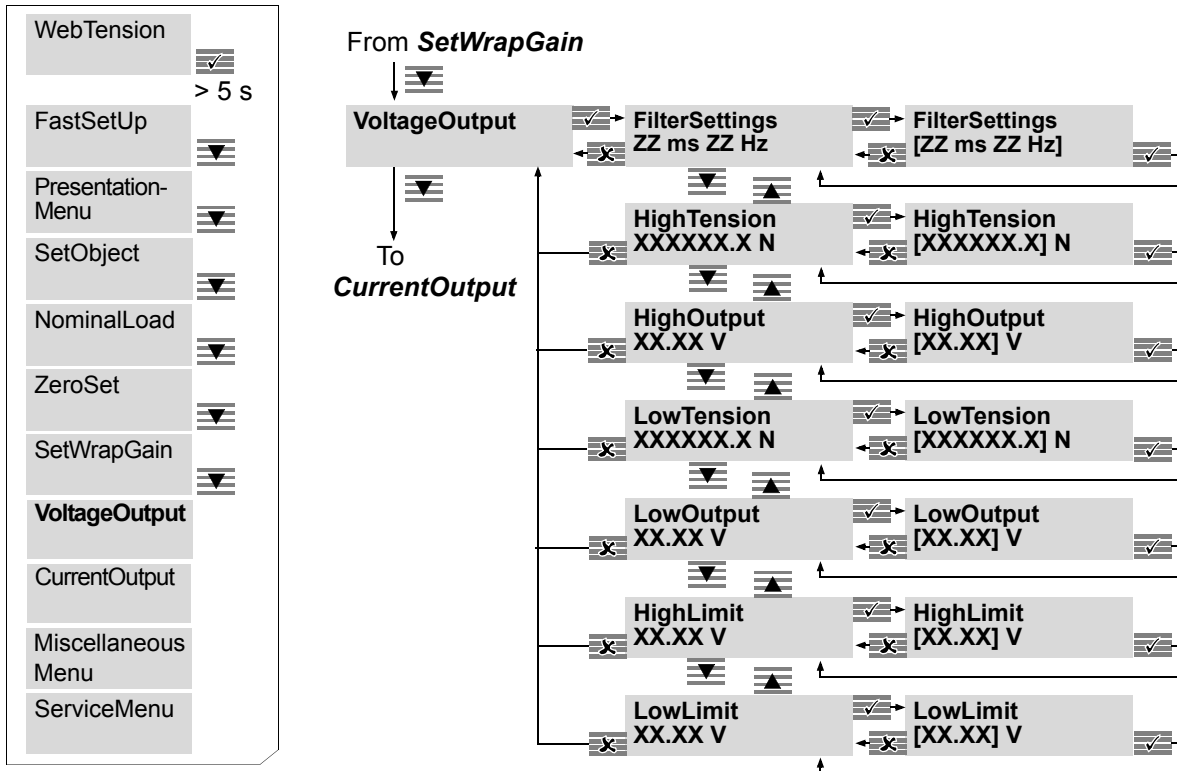 WebTension
> 5 s
FastSetUp
Presentation-
Menu
SetObject
NominalLoad
ZeroSet
SetWrapGain
VoltageOutput
CurrentOutput
Miscellaneous
Menu
ServiceMenu
From SetWrapGain
VoltageOutput
To
CurrentOutput
FilterSettings
ZZ ms ZZ Hz
FilterSettings
[ZZ ms ZZ Hz]
HighTension
XXXXXX.X N
HighTension
[XXXXXX.X] N
HighOutput
XX.XX V
HighOutput
[XX.XX] V
LowTension
XXXXXX.X N
LowTension
[XXXXXX.X] N
LowOutput
XX.XX V
LowOutput
[XX.XX] V
HighLimit
XX.XX V
HighLimit
[XX.XX] V
LowLimit
XX.XX V
LowLimit
[XX.XX] V